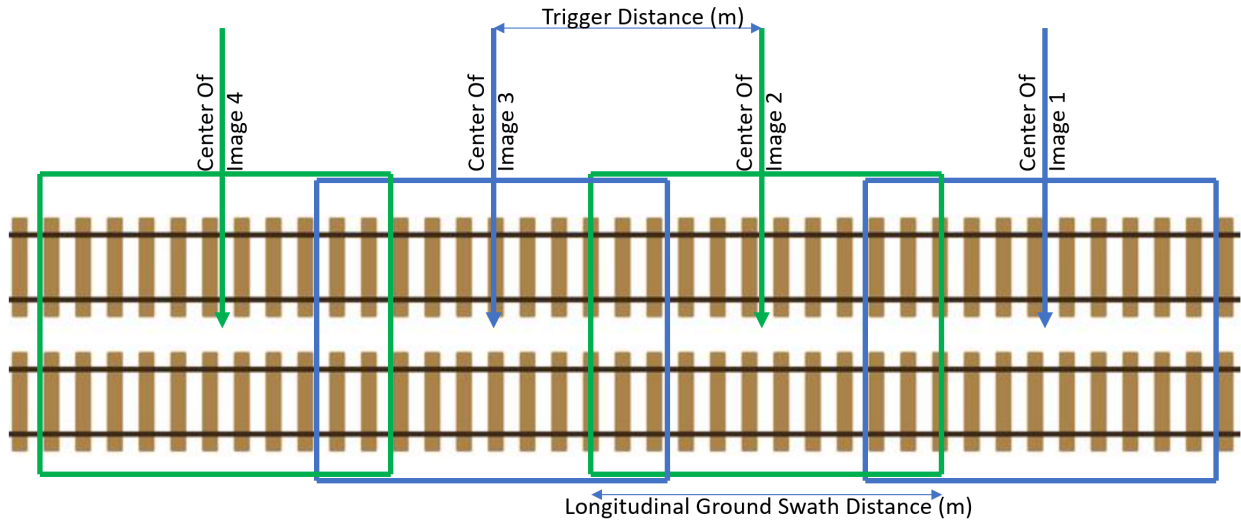 Trigger Distance (m)
Center Of
Image 4
Center Of
Image 3
Center Of
Image 2
Center Of
Image 1
Longitudinal Ground Swath Distance (m)